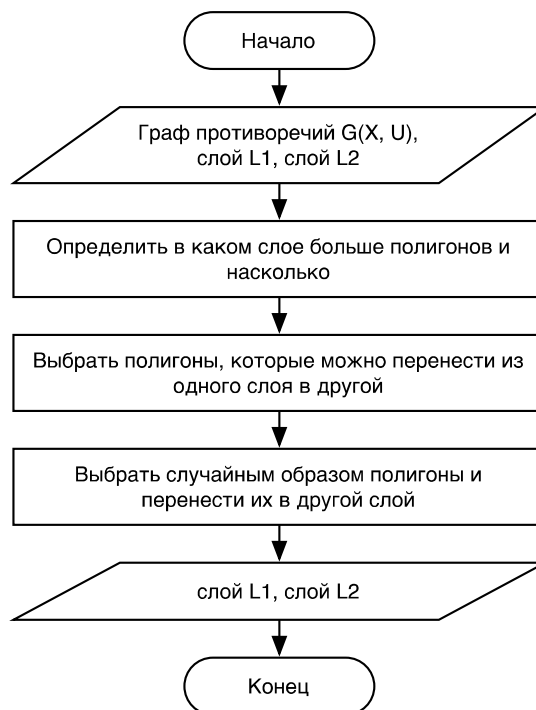 Начало
Граф противоречий G(X, U),
слой L1, слой L2
Определить в каком слое больше полигонов и
насколько
Выбрать полигоны, которые можно перенести из
одного слоя в другой
Выбрать случайным образом полигоны и
перенести их в другой слой
слой L1, слой L2
Конец